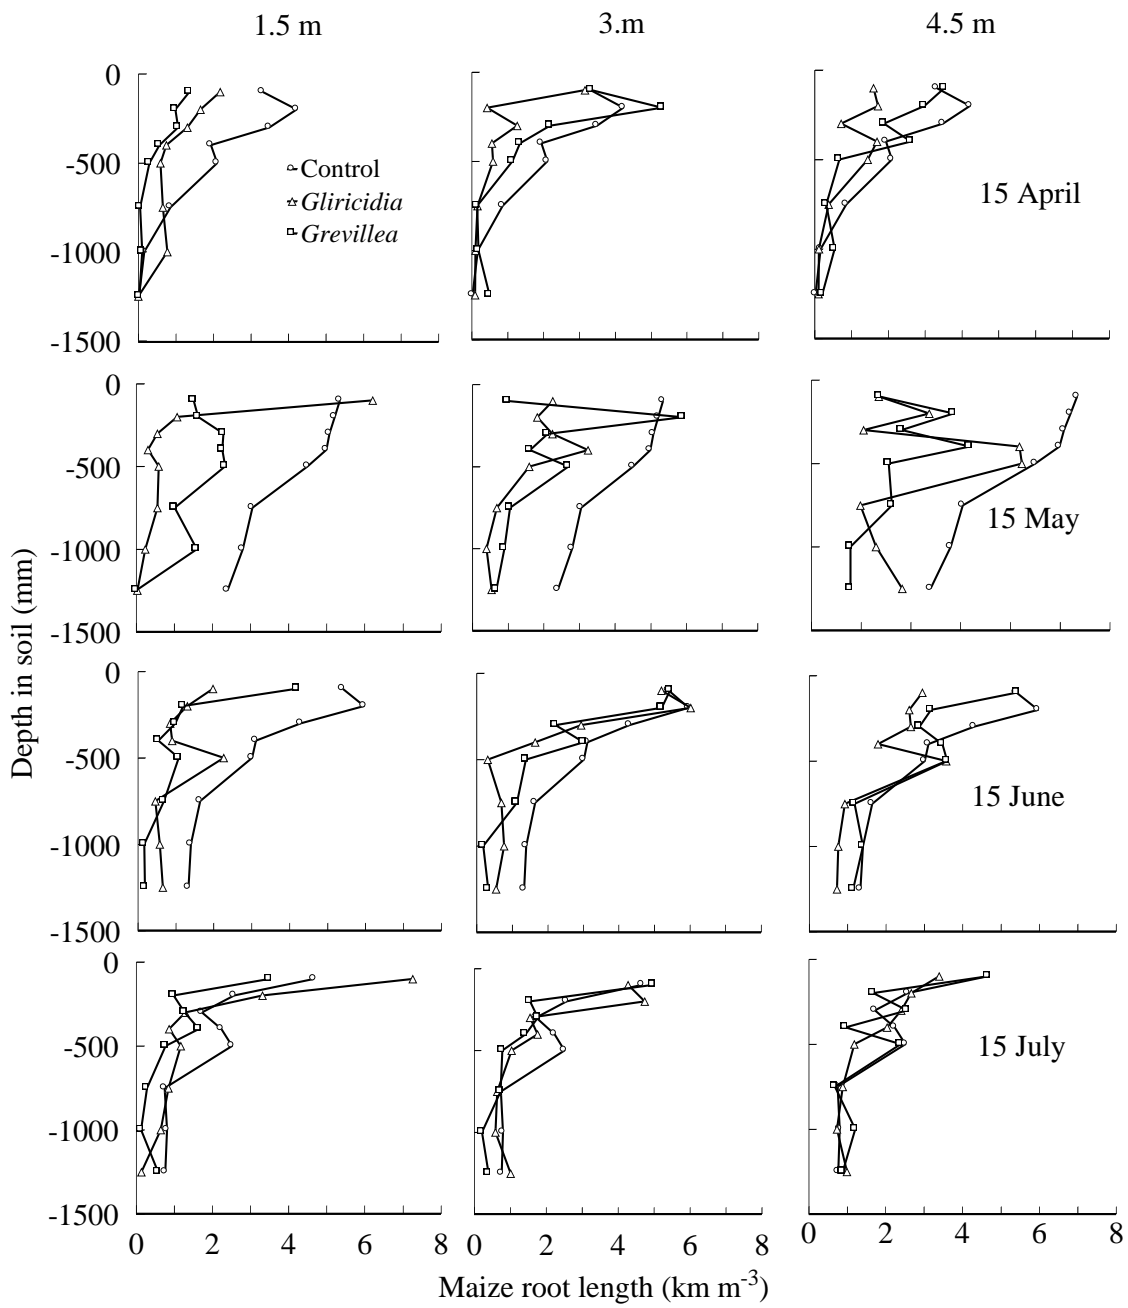 1.5 m 3.m 4.5 m
0
-500
-1000
-1500
Control
Gliricidia
Grevillea
15 April
0
-500
-1000
-1500
15 May
0
-500
-1000
-1500
15 June
0
-500
-1000
-1500
15 July
0 2 4 6 8 0 2 4 6 8 0 2 4 6 8
Depth in soil (mm)
Maize root length (km m⁻³)